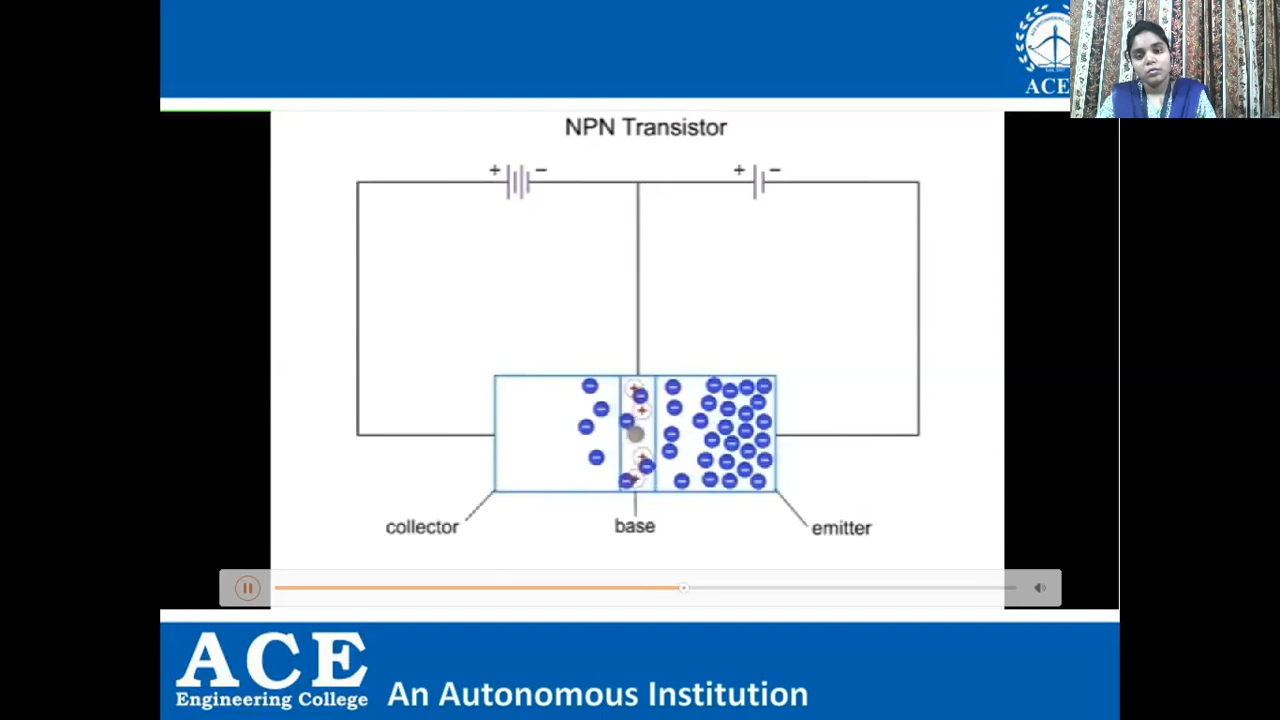 ACE
NPN Transistor
+ − + −
collector
base
emitter
ACE
Engineering College
An Autonomous Institution